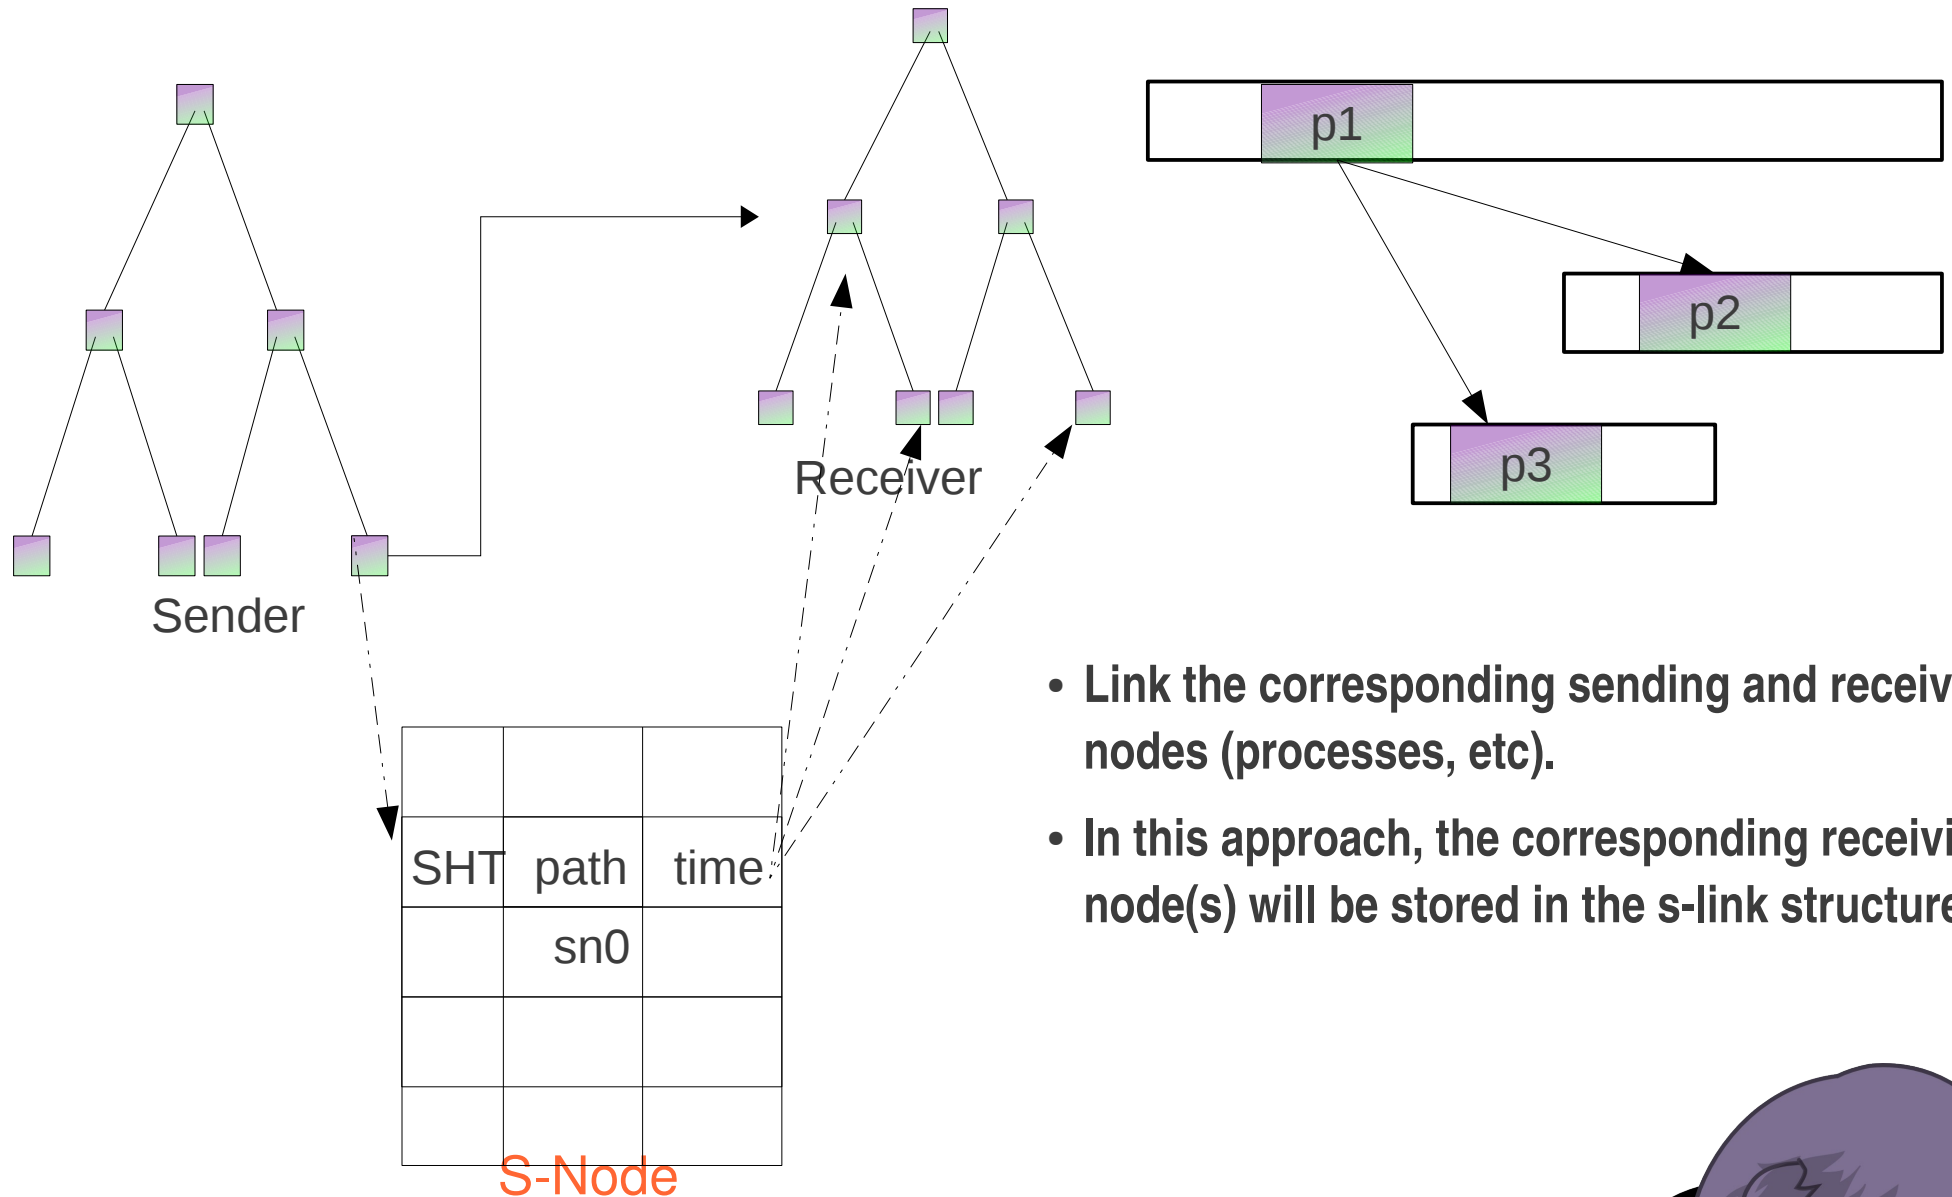 p1
p2
p3
Receiver
Sender
• Link the corresponding sending and receiv
nodes (processes, etc).
• In this approach, the corresponding receivi
node(s) will be stored in the s-link structure
SHT path time
sn0
S-Node